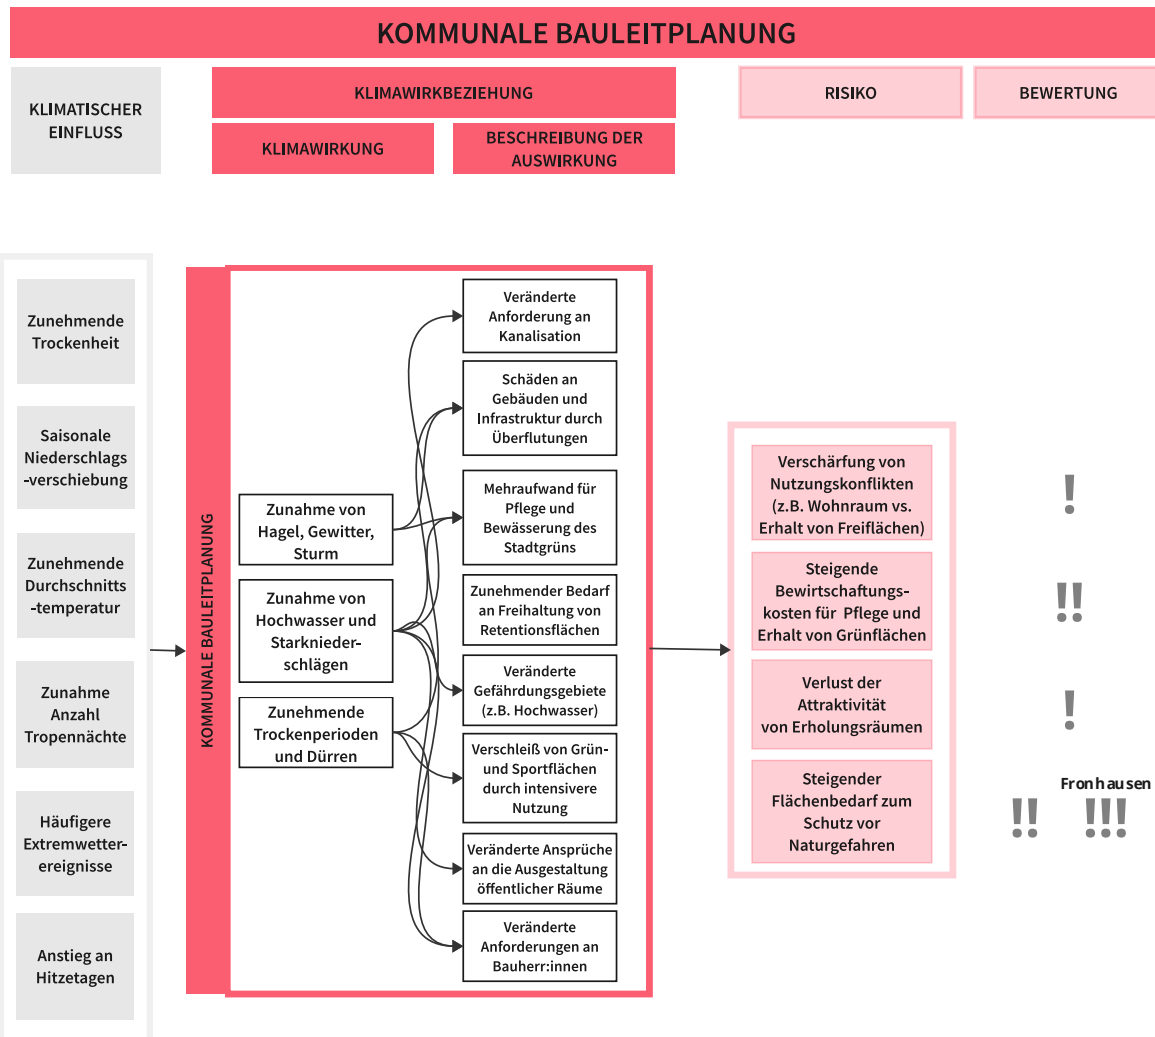 KOMMUNALE BAULEITPLANUNG
KLIMATISCHER
EINFLUSS
KLIMAWIRKBEZIEHUNG
KLIMAWIRKUNG
BESCHREIBUNG DER
AUSWIRKUNG
RISIKO
BEWERTUNG
Zunehmende
Trockenheit
Saisonale
Niederschlags
-verschiebung
Zunehmende
Durchschnitts
-temperatur
Zunahme
Anzahl
Tropennächte
Häufigere
Extremwetter-
ereignisse
Anstieg an
Hitzetagen
KOMMUNALE BAULEITPLANUNG
Zunahme von
Hagel, Gewitter,
Sturm
Zunahme von
Hochwasser und
Starknieder-
schlägen
Zunehmende
Trockenperioden
und Dürren
Veränderte
Anforderung an
Kanalisation
Schäden an
Gebäuden und
Infrastruktur durch
Überflutungen
Mehraufwand für
Pflege und
Bewässerung des
Stadtgrüns
Zunehmender Bedarf
an Freihaltung von
Retentionsflächen
Veränderte
Gefährdungsgebiete
(z.B. Hochwasser)
Verschleiß von Grün-
und Sportflächen
durch intensivere
Nutzung
Veränderte Ansprüche
an die Ausgestaltung
öffentlicher Räume
Veränderte
Anforderungen an
Bauherr:innen
Verschärfung von
Nutzungskonflikten
(z.B. Wohnraum vs.
Erhalt von Freiflächen)
!
Steigende
Bewirtschaftungs-
kosten für Pflege und
Erhalt von Grünflächen
!!
Verlust der
Attraktivität
von Erholungsräumen
!
Steigender
Flächenbedarf zum
Schutz vor
Naturgefahren
Fronhausen
!! !!!